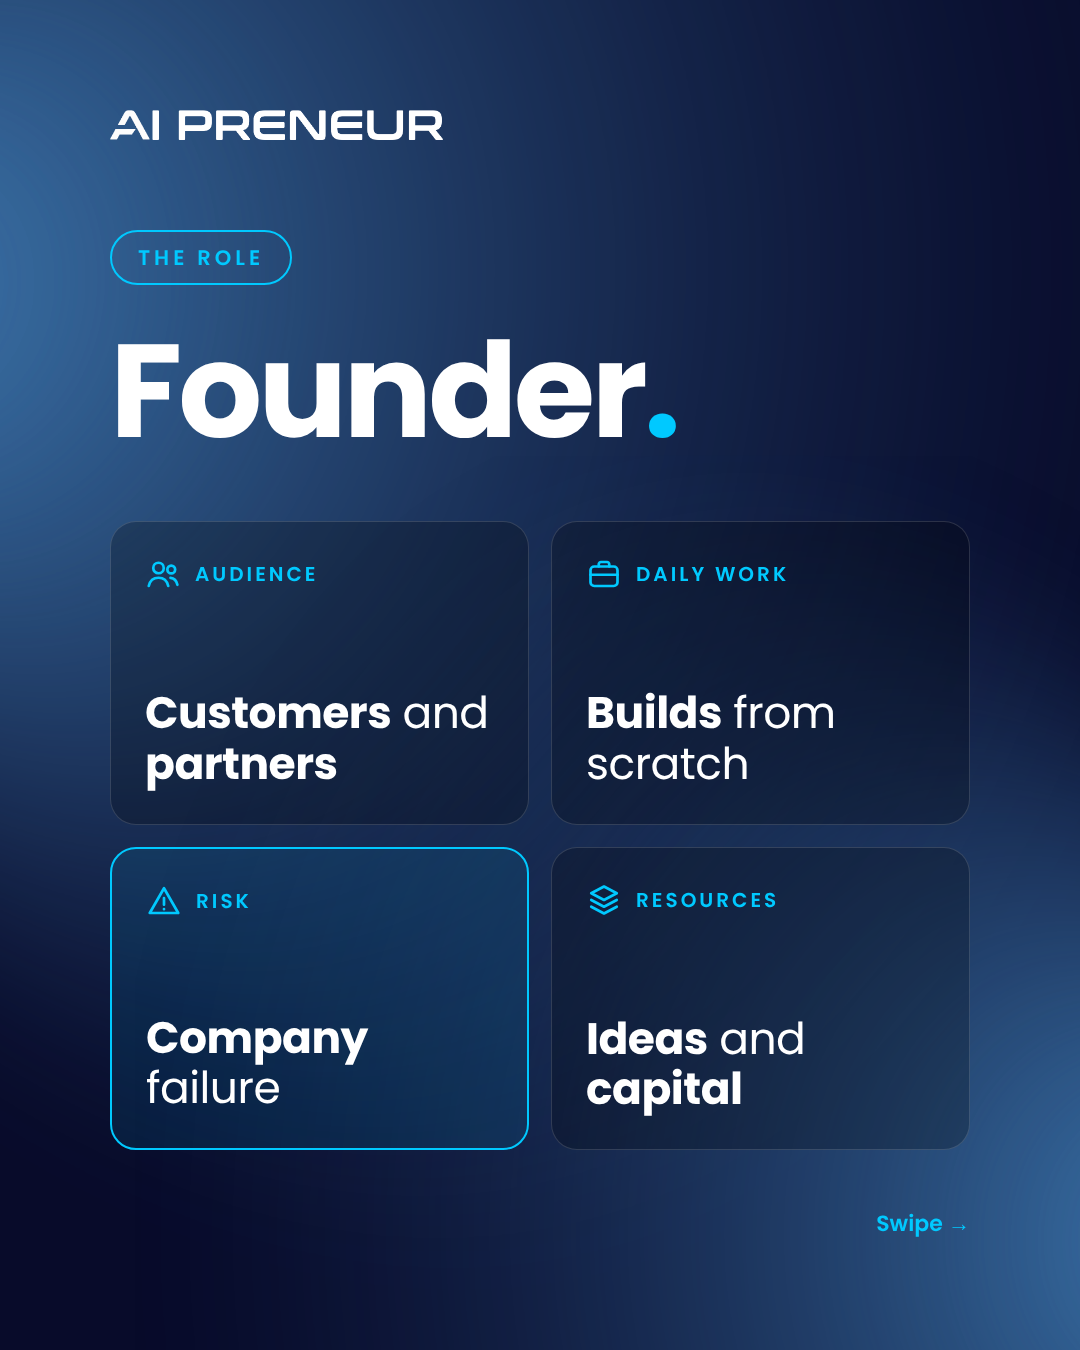 AI PRENEUR
THE ROLE
Founder.
AUDIENCE
Customers and
partners
DAILY WORK
Builds from
scratch
RISK
Company
failure
RESOURCES
Ideas and
capital
Swipe →